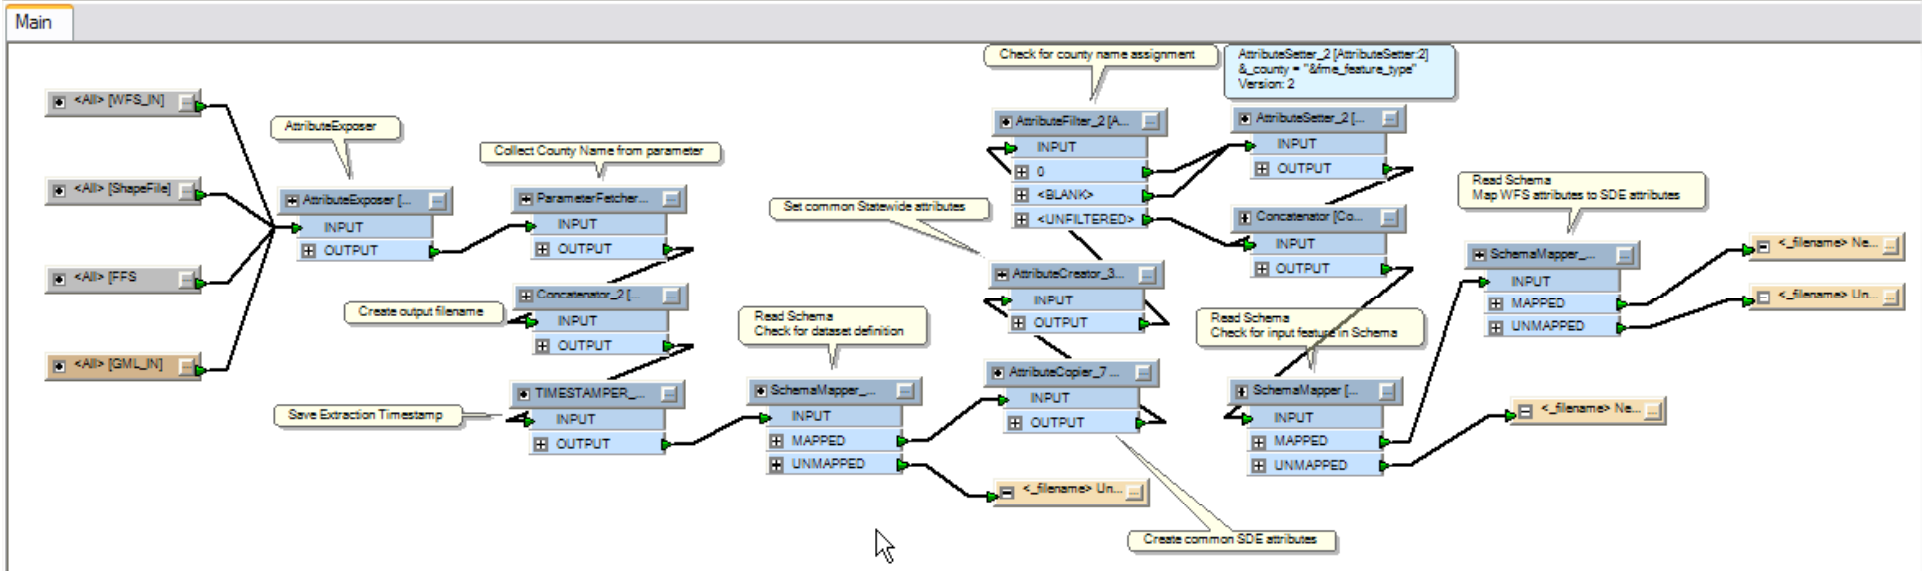 Main
<All> [WFS_IN]
<All> [ShapeFile]
<All> [FFS
<All> [GML_IN]
AttributeExposer
AttributeExposer [...
INPUT
OUTPUT
Collect County Name from parameter
ParameterFetcher...
INPUT
OUTPUT
Create output filename
Concatenator_2 [...
INPUT
OUTPUT
Save Extraction Timestamp
TIMESTAMPER_...
INPUT
OUTPUT
Read Schema
Check for dataset definition
SchemaMapper_...
INPUT
MAPPED
UNMAPPED
<_filename> Un...
Create common SDE attributes
AttributeCopier_7 ...
INPUT
OUTPUT
Set common Statewide attributes
AttributeCreator_3...
INPUT
OUTPUT
Check for county name assignment
AttributeFilter_2 [A...
INPUT
0
<BLANK>
<UNFILTERED>
AttributeSetter_2 [AttributeSetter:2]
&_county = "&fme_feature_type"
Version: 2
AttributeSetter_2 [...
INPUT
OUTPUT
Concatenator [Co...
INPUT
OUTPUT
Read Schema
Check for input feature in Schema
SchemaMapper [...
INPUT
MAPPED
UNMAPPED
<_filename> Ne...
Read Schema
Map WFS attributes to SDE attributes
SchemaMapper_...
INPUT
MAPPED
UNMAPPED
<_filename> Ne...
<_filename> Un...